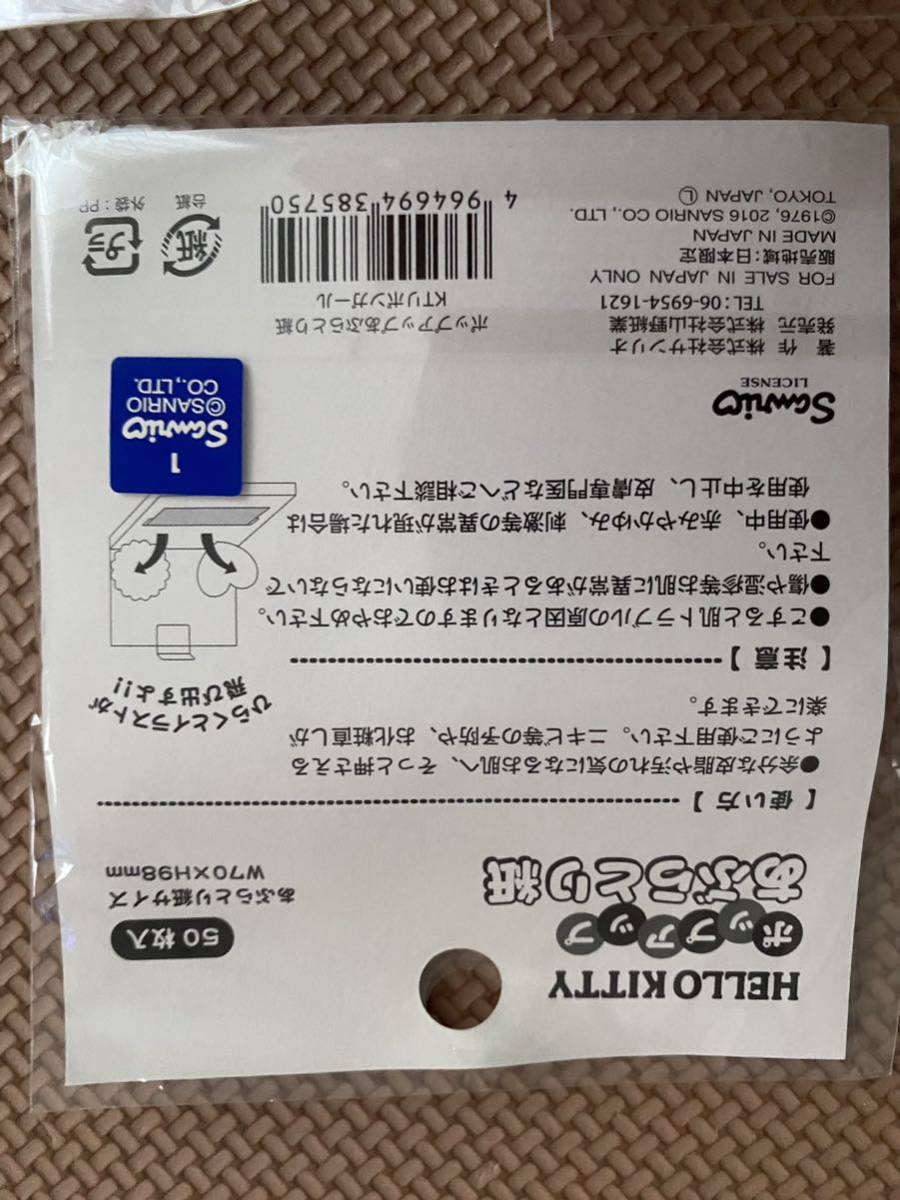 HELLO KITTY
ポップアップ
あぶらとり紙
50枚入
あぶらとり紙サイズ
W70×H98mm
【 使い方 】
●余分な皮脂や汚れの気になるお肌へ、そっと押さえる
ようにご使用下さい。ニキビ等の予防や、お化粧直しが
楽にできます。
ひらくとイラストが
飛び出すよ!!
【 注意 】
●こすると肌トラブルの原因となりますのでおやめ下さい。
●傷や湿疹等お肌に異常があるときはお使いにならないで
下さい。
●使用中、赤みやかゆみ、刺激等の異常が現れた場合は
使用を中止し、皮膚専門医などへご相談下さい。
1
Sanrio
©SANRIO
CO.,LTD.
Sanrio
LICENSE
著 作 株式会社サンリオ
発売元 株式会社山野紙業
TEL:06-6954-1621
FOR SALE IN JAPAN ONLY
販売地域:日本限定
MADE IN JAPAN
©1976, 2016 SANRIO CO., LTD.
TOKYO, JAPAN Ⓛ
ポップアップあぶらとり紙
KTリボンガール
4 964694 385750
紙
台紙
プラ
外袋:PP